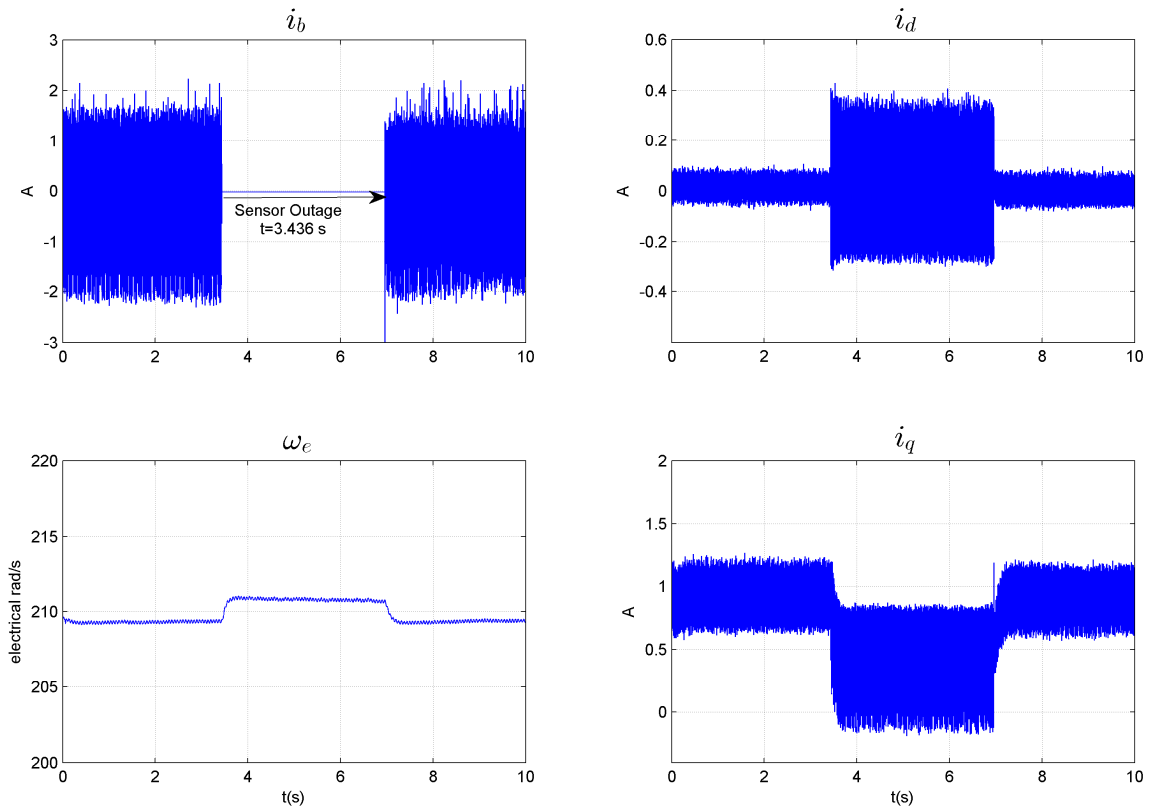 i_b
3
2
1
0
-1
-2
-3
A
Sensor Outage
t=3.436 s
0 2 4 6 8 10
i_d
0.6
0.4
0.2
0
-0.2
-0.4
A
0 2 4 6 8 10
ω_e
220
215
210
205
200
electrical rad/s
0 2 4 6 8 10
t(s)
i_q
2
1.5
1
0.5
0
A
0 2 4 6 8 10
t(s)